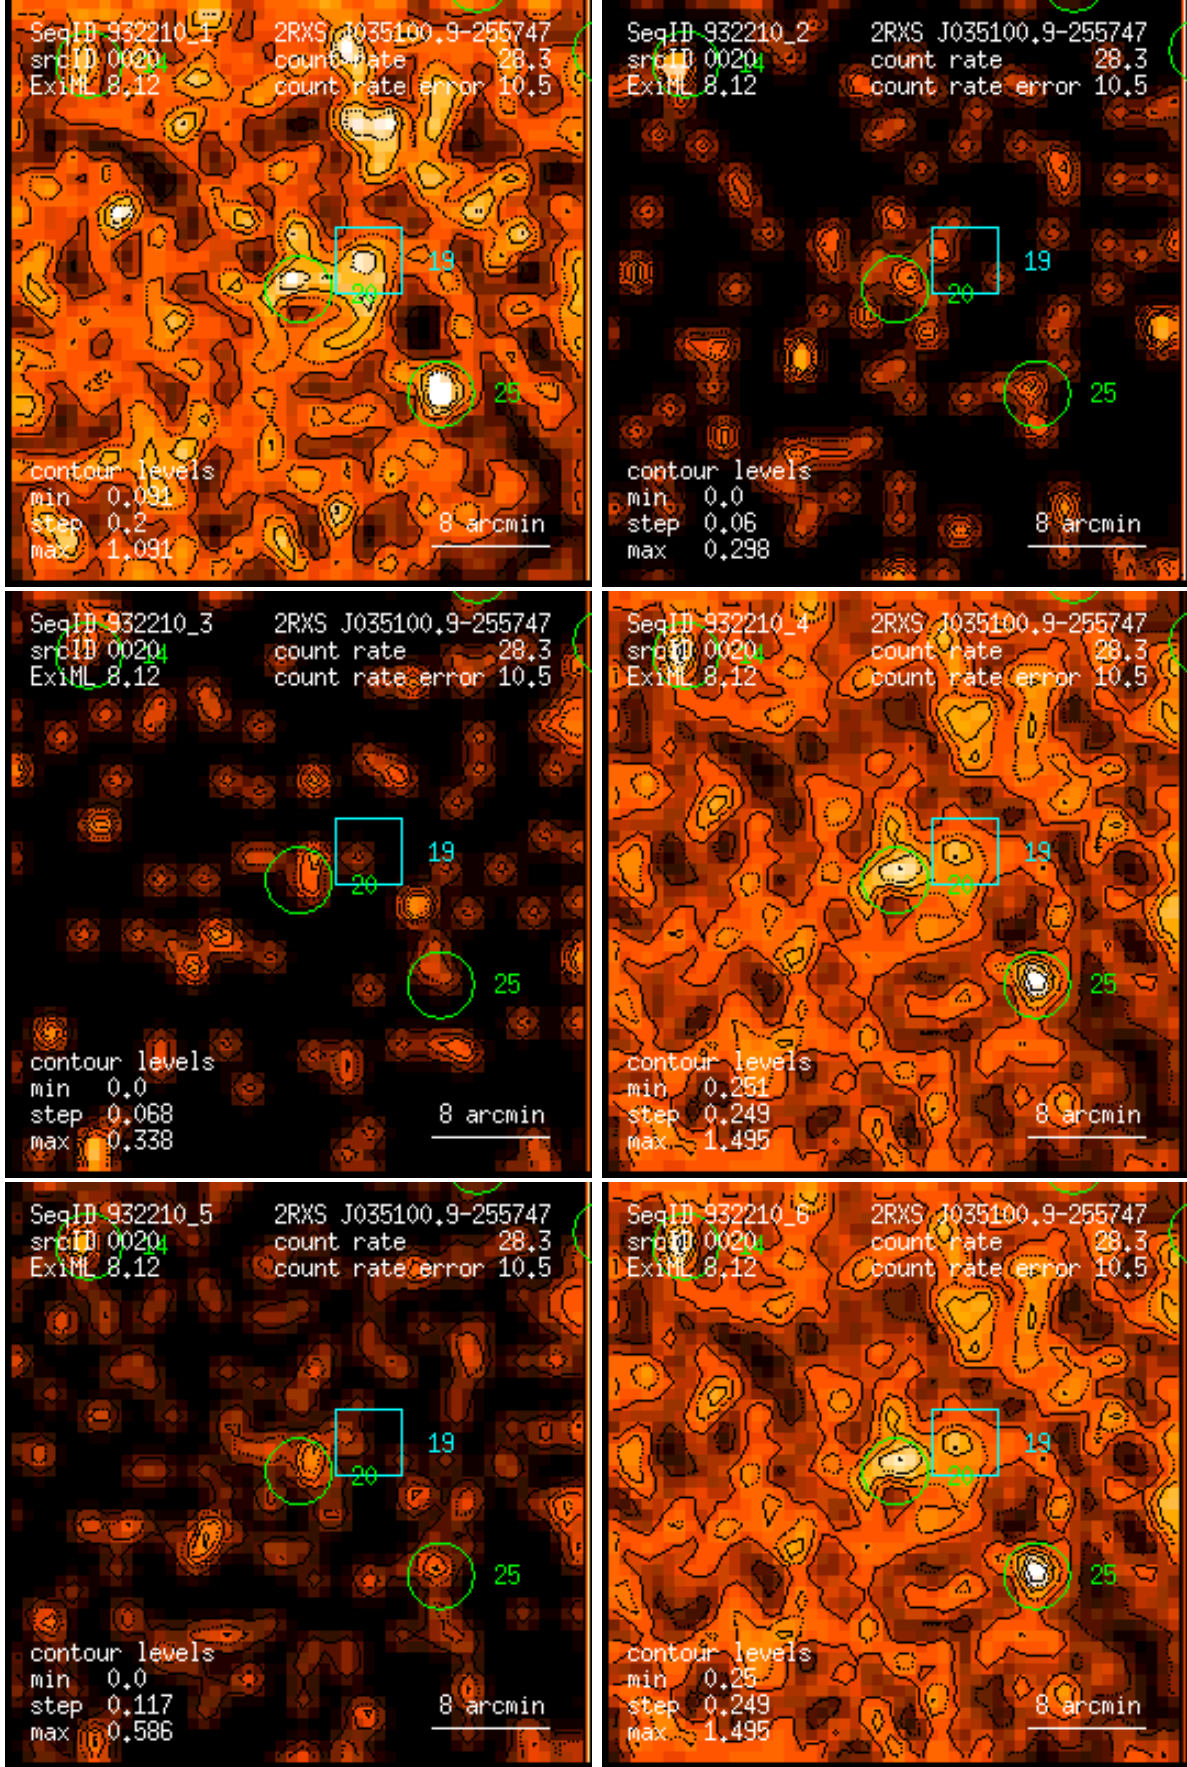 SeqID 932210_1 2RXS J035100.9-255747
srcID 0020 14 count rate 28.3
ExiML 8.12 count rate error 10.5
19
20
25
contour levels
min 0.091
step 0.2 8 arcmin
max 1.091
SeqID 932210_2 2RXS J035100.9-255747
srcID 0020 14 count rate 28.3
ExiML 8.12 count rate error 10.5
19
20
25
contour levels
min 0.0
step 0.06 8 arcmin
max 0.298
SeqID 932210_3 2RXS J035100.9-255747
srcID 0020 14 count rate 28.3
ExiML 8.12 count rate error 10.5
19
20
25
contour levels
min 0.0
step 0.068 8 arcmin
max 0.338
SeqID 932210_4 2RXS J035100.9-255747
srcID 0020 14 count rate 28.3
ExiML 8.12 count rate error 10.5
19
20
25
contour levels
min 0.251
step 0.249 8 arcmin
max 1.495
SeqID 932210_5 2RXS J035100.9-255747
srcID 0020 14 count rate 28.3
ExiML 8.12 count rate error 10.5
19
20
25
contour levels
min 0.0
step 0.117 8 arcmin
max 0.586
SeqID 932210_6 2RXS J035100.9-255747
srcID 0020 14 count rate 28.3
ExiML 8.12 count rate error 10.5
19
20
25
contour levels
min 0.25
step 0.249 8 arcmin
max 1.495